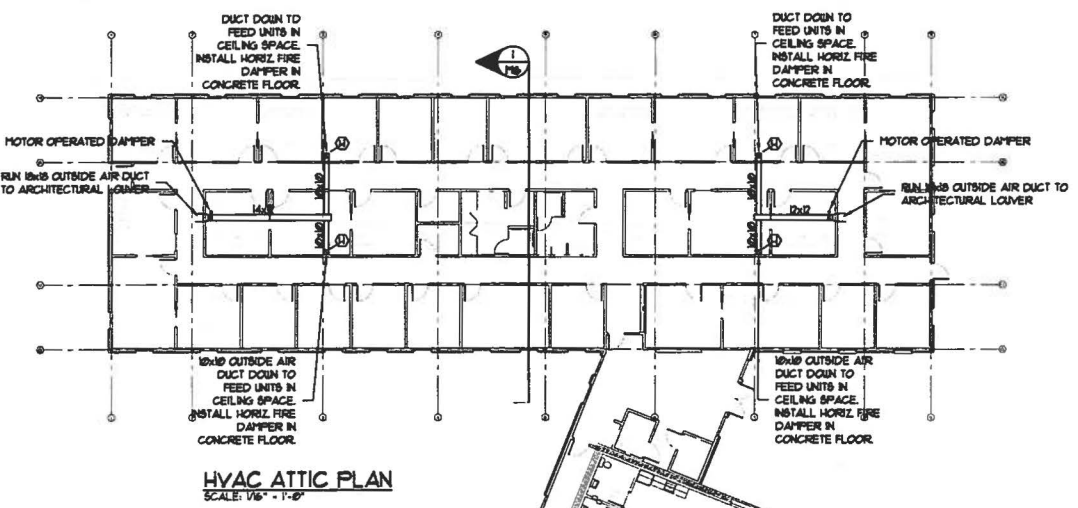 DUCT DOWN TO
FEED UNITS IN
CEILING SPACE.
INSTALL HORIZ. FIRE
DAMPER IN
CONCRETE FLOOR.
DUCT DOWN TO
FEED UNITS IN
CEILING SPACE.
INSTALL HORIZ. FIRE
DAMPER IN
CONCRETE FLOOR.
1
M6
MOTOR OPERATED DAMPER
RUN 18x18 OUTSIDE AIR DUCT
TO ARCHITECTURAL LOUVER
H
10x10
14x12
10x10
H
H
10x10
12x12
10x10
H
MOTOR OPERATED DAMPER
RUN 18x18 OUTSIDE AIR DUCT TO
ARCHITECTURAL LOUVER
10x10 OUTSIDE AIR
DUCT DOWN TO
FEED UNITS IN
CEILING SPACE.
INSTALL HORIZ. FIRE
DAMPER IN
CONCRETE FLOOR.
10x10 OUTSIDE AIR
DUCT DOWN TO
FEED UNITS IN
CEILING SPACE.
INSTALL HORIZ. FIRE
DAMPER IN
CONCRETE FLOOR.
HVAC ATTIC PLAN
SCALE: 1/16" = 1'-0"